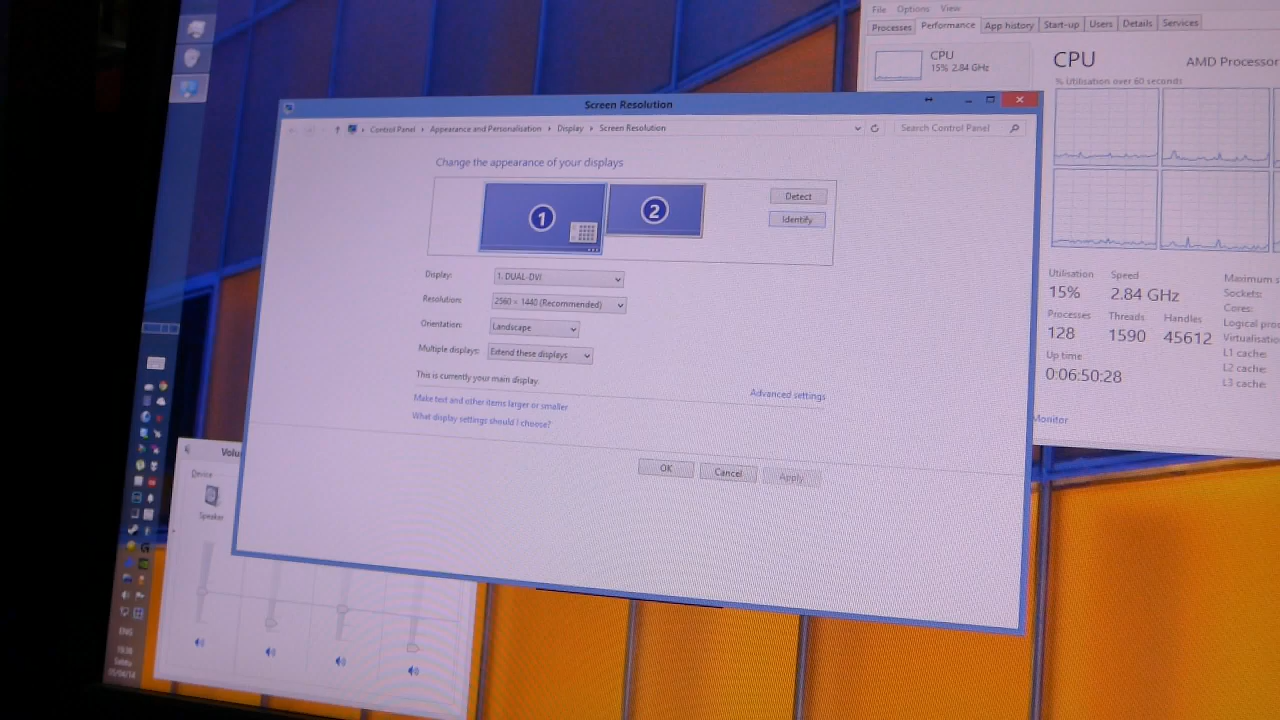 File Options View
Processes Performance App history Start-up Users Details Services
CPU
15% 2.84 GHz
CPU AMD Processor
% Utilisation over 60 seconds
Screen Resolution
Control Panel Appearance and Personalisation Display Screen Resolution
Search Control Panel
Change the appearance of your displays
1
2
Detect
Identify
Display: 1. DUAL-DVI
Resolution: 2560 × 1440 (Recommended)
Orientation: Landscape
Multiple displays: Extend these displays
This is currently your main display.
Advanced settings
Make text and other items larger or smaller
What display settings should I choose?
OK Cancel Apply
Utilisation Speed
15% 2.84 GHz
Processes Threads Handles
128 1590 45612
Up time
0:06:50:28
Maximum s
Sockets:
Cores:
Logical proc
Virtualisatio
L1 cache:
L2 cache:
L3 cache:
Monitor
Volu
Device
Speaker
ENG